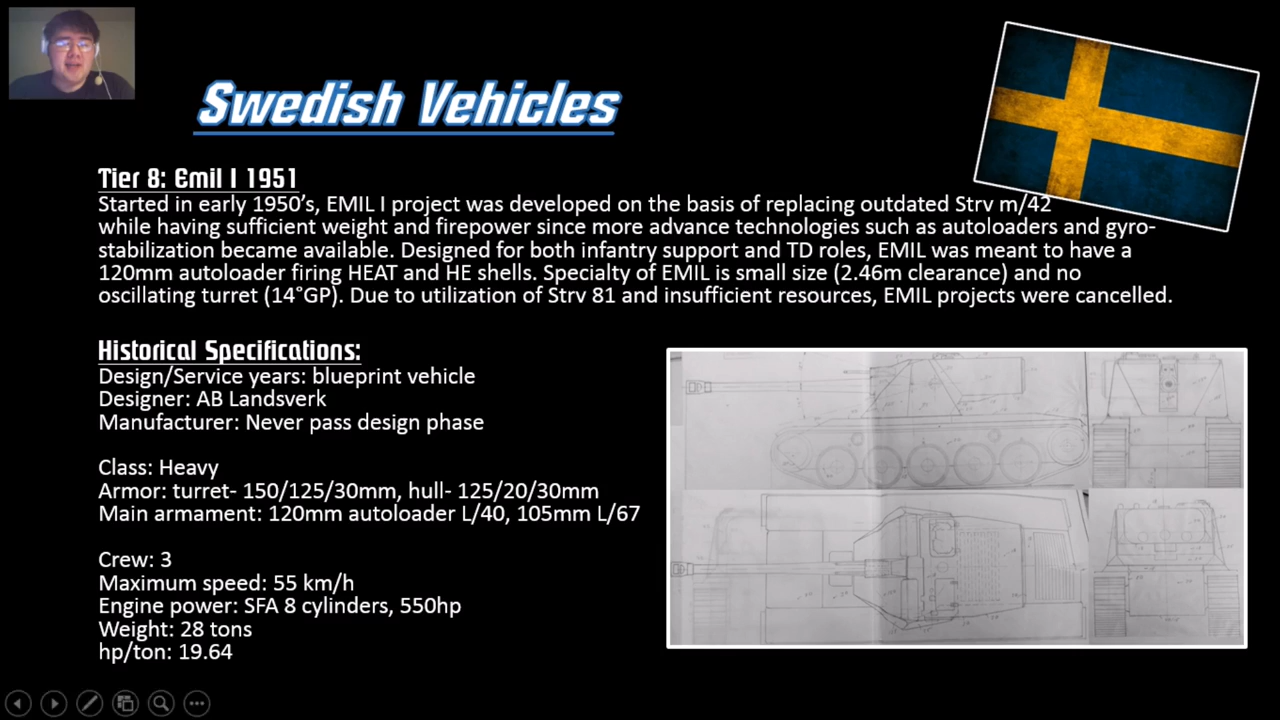 Swedish Vehicles
Tier 8: Emil I 1951
Started in early 1950's, EMIL I project was developed on the basis of replacing outdated Strv m/42
while having sufficient weight and firepower since more advance technologies such as autoloaders and gyro-
stabilization became available. Designed for both infantry support and TD roles, EMIL was meant to have a
120mm autoloader firing HEAT and HE shells. Specialty of EMIL is small size (2.46m clearance) and no
oscillating turret (14°GP). Due to utilization of Strv 81 and insufficient resources, EMIL projects were cancelled.
Historical Specifications:
Design/Service years: blueprint vehicle
Designer: AB Landsverk
Manufacturer: Never pass design phase
Class: Heavy
Armor: turret- 150/125/30mm, hull- 125/20/30mm
Main armament: 120mm autoloader L/40, 105mm L/67
Crew: 3
Maximum speed: 55 km/h
Engine power: SFA 8 cylinders, 550hp
Weight: 28 tons
hp/ton: 19.64